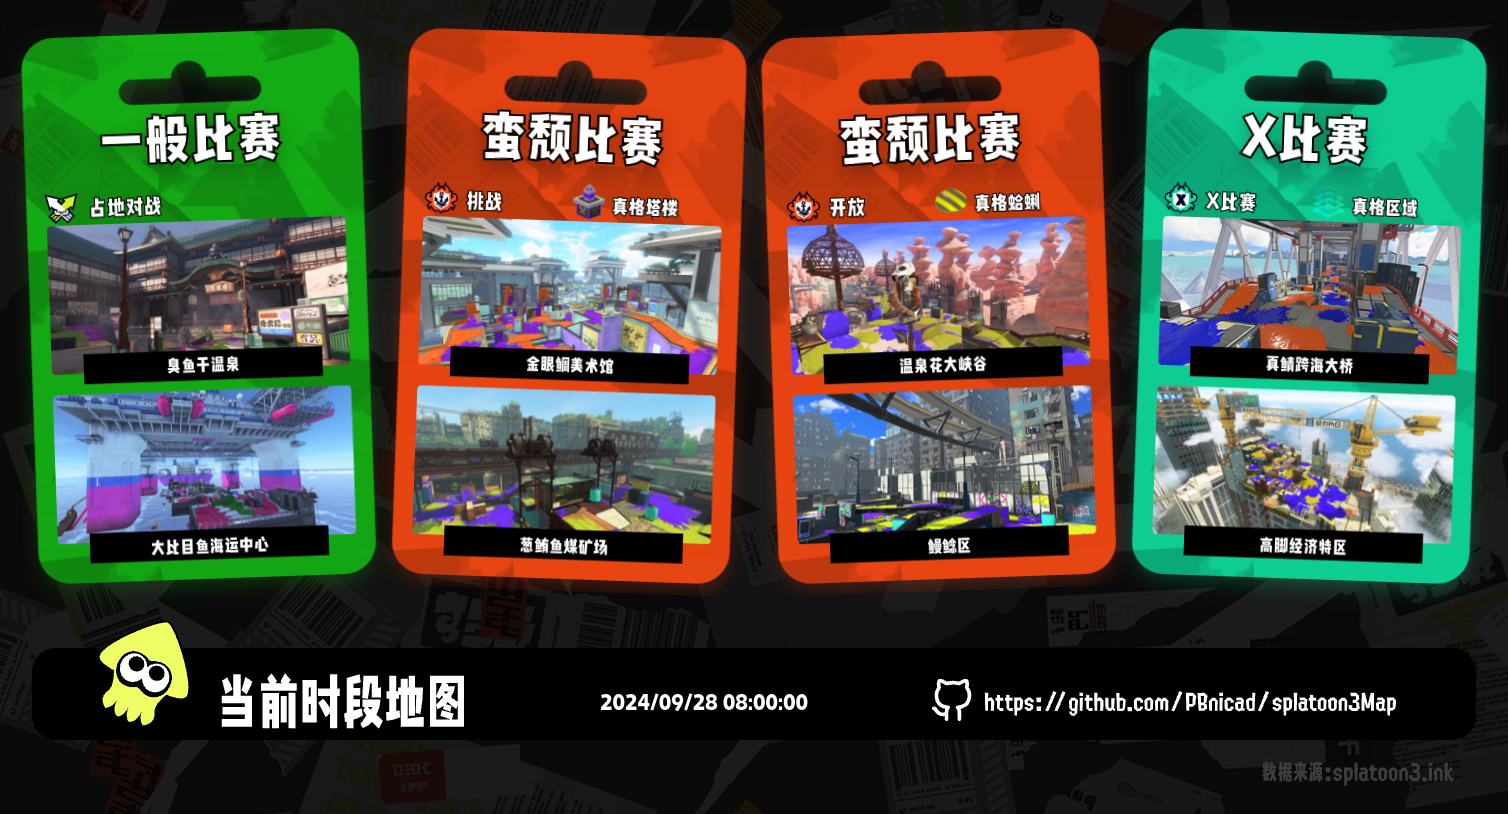 一般比赛
占地对战
臭鱼干温泉
大比目鱼海运中心
蛮颓比赛
挑战
真格塔楼
金眼鲷美术馆
葱鲔鱼煤矿场
蛮颓比赛
开放
真格蛤蜊
温泉花大峡谷
鳗鲶区
X比赛
X比赛
真格区域
真鲭跨海大桥
高脚经济特区
当前时段地图
2024/09/28 08:00:00
https://github.com/PBnicad/splatoon3Map
数据来源:splatoon3.ink